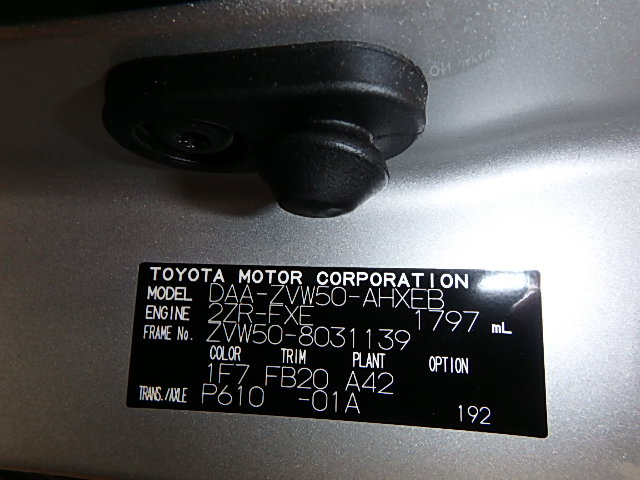 TOYOTA MOTOR CORPORATION
MODEL DAA-ZVW50-AHXEB
ENGINE 2ZR-FXE 1797 mL
FRAME No. ZVW50-8031139
COLOR TRIM PLANT OPTION
1F7 FB20 A42
TRANS./AXLE P610 -01A 192